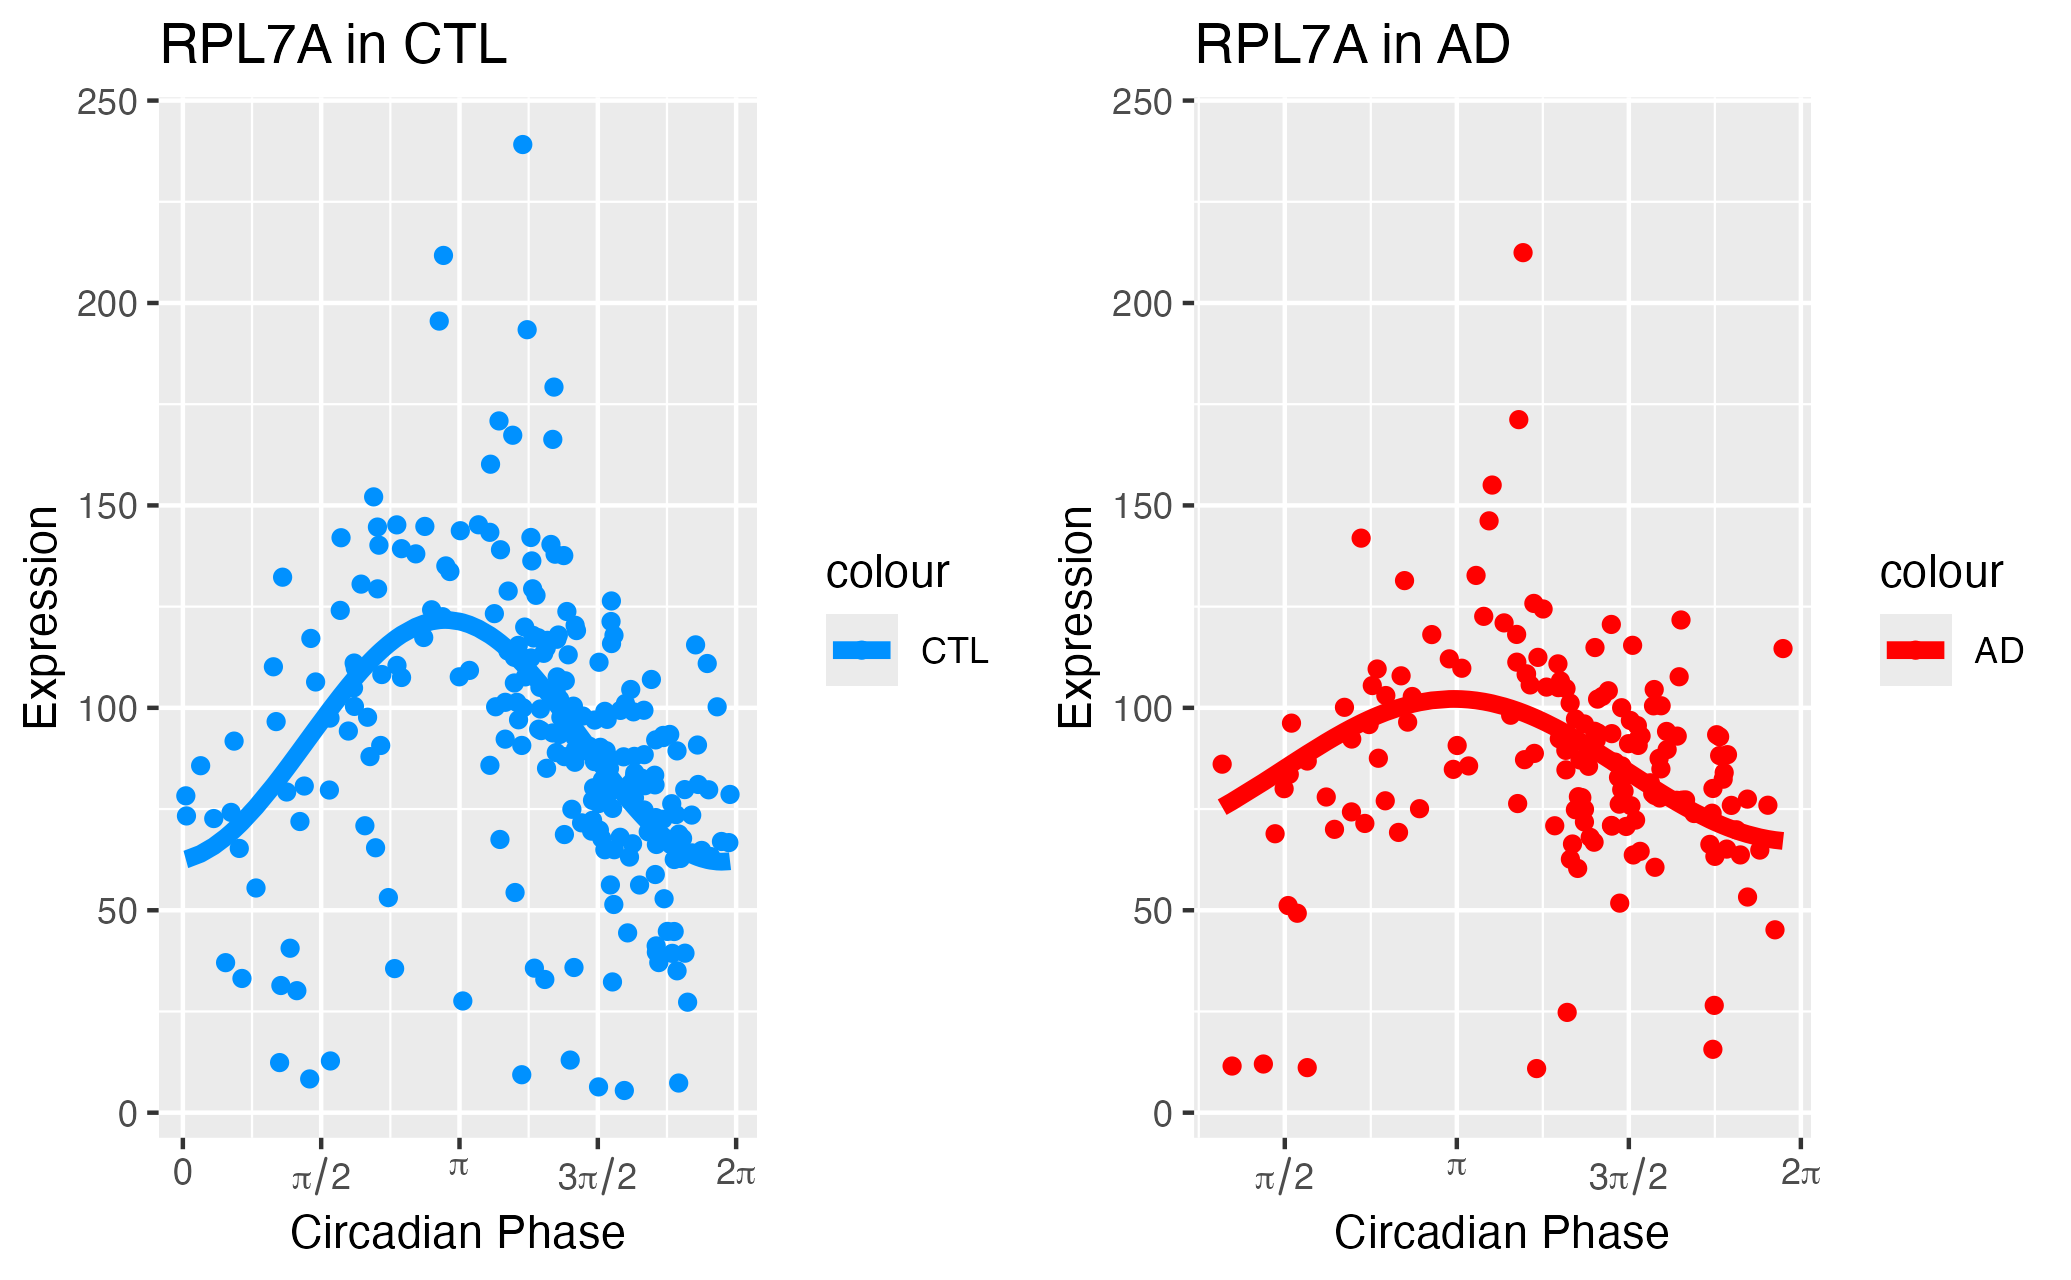 RPL7A in CTL
250
200
150
100
50
0
Expression
0
π/2
π
3π/2
2π
Circadian Phase
colour
CTL
RPL7A in AD
250
200
150
100
50
0
Expression
π/2
π
3π/2
2π
Circadian Phase
colour
AD